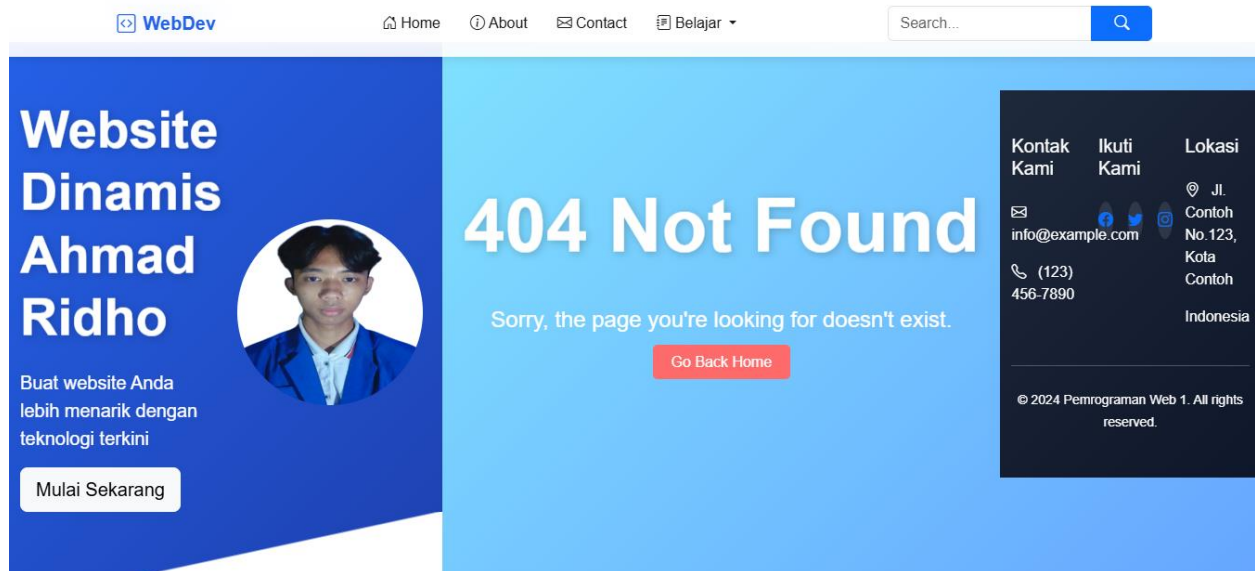 WebDev
Home
About
Contact
Belajar
Search...
Website
Dinamis
Ahmad
Ridho
Buat website Anda
lebih menarik dengan
teknologi terkini
Mulai Sekarang
404 Not Found
Sorry, the page you're looking for doesn't exist.
Go Back Home
Kontak
Kami
info@example.com
(123)
456-7890
Ikuti
Kami
Lokasi
Jl.
Contoh
No.123,
Kota
Contoh
Indonesia
© 2024 Pemrograman Web 1. All rights
reserved.